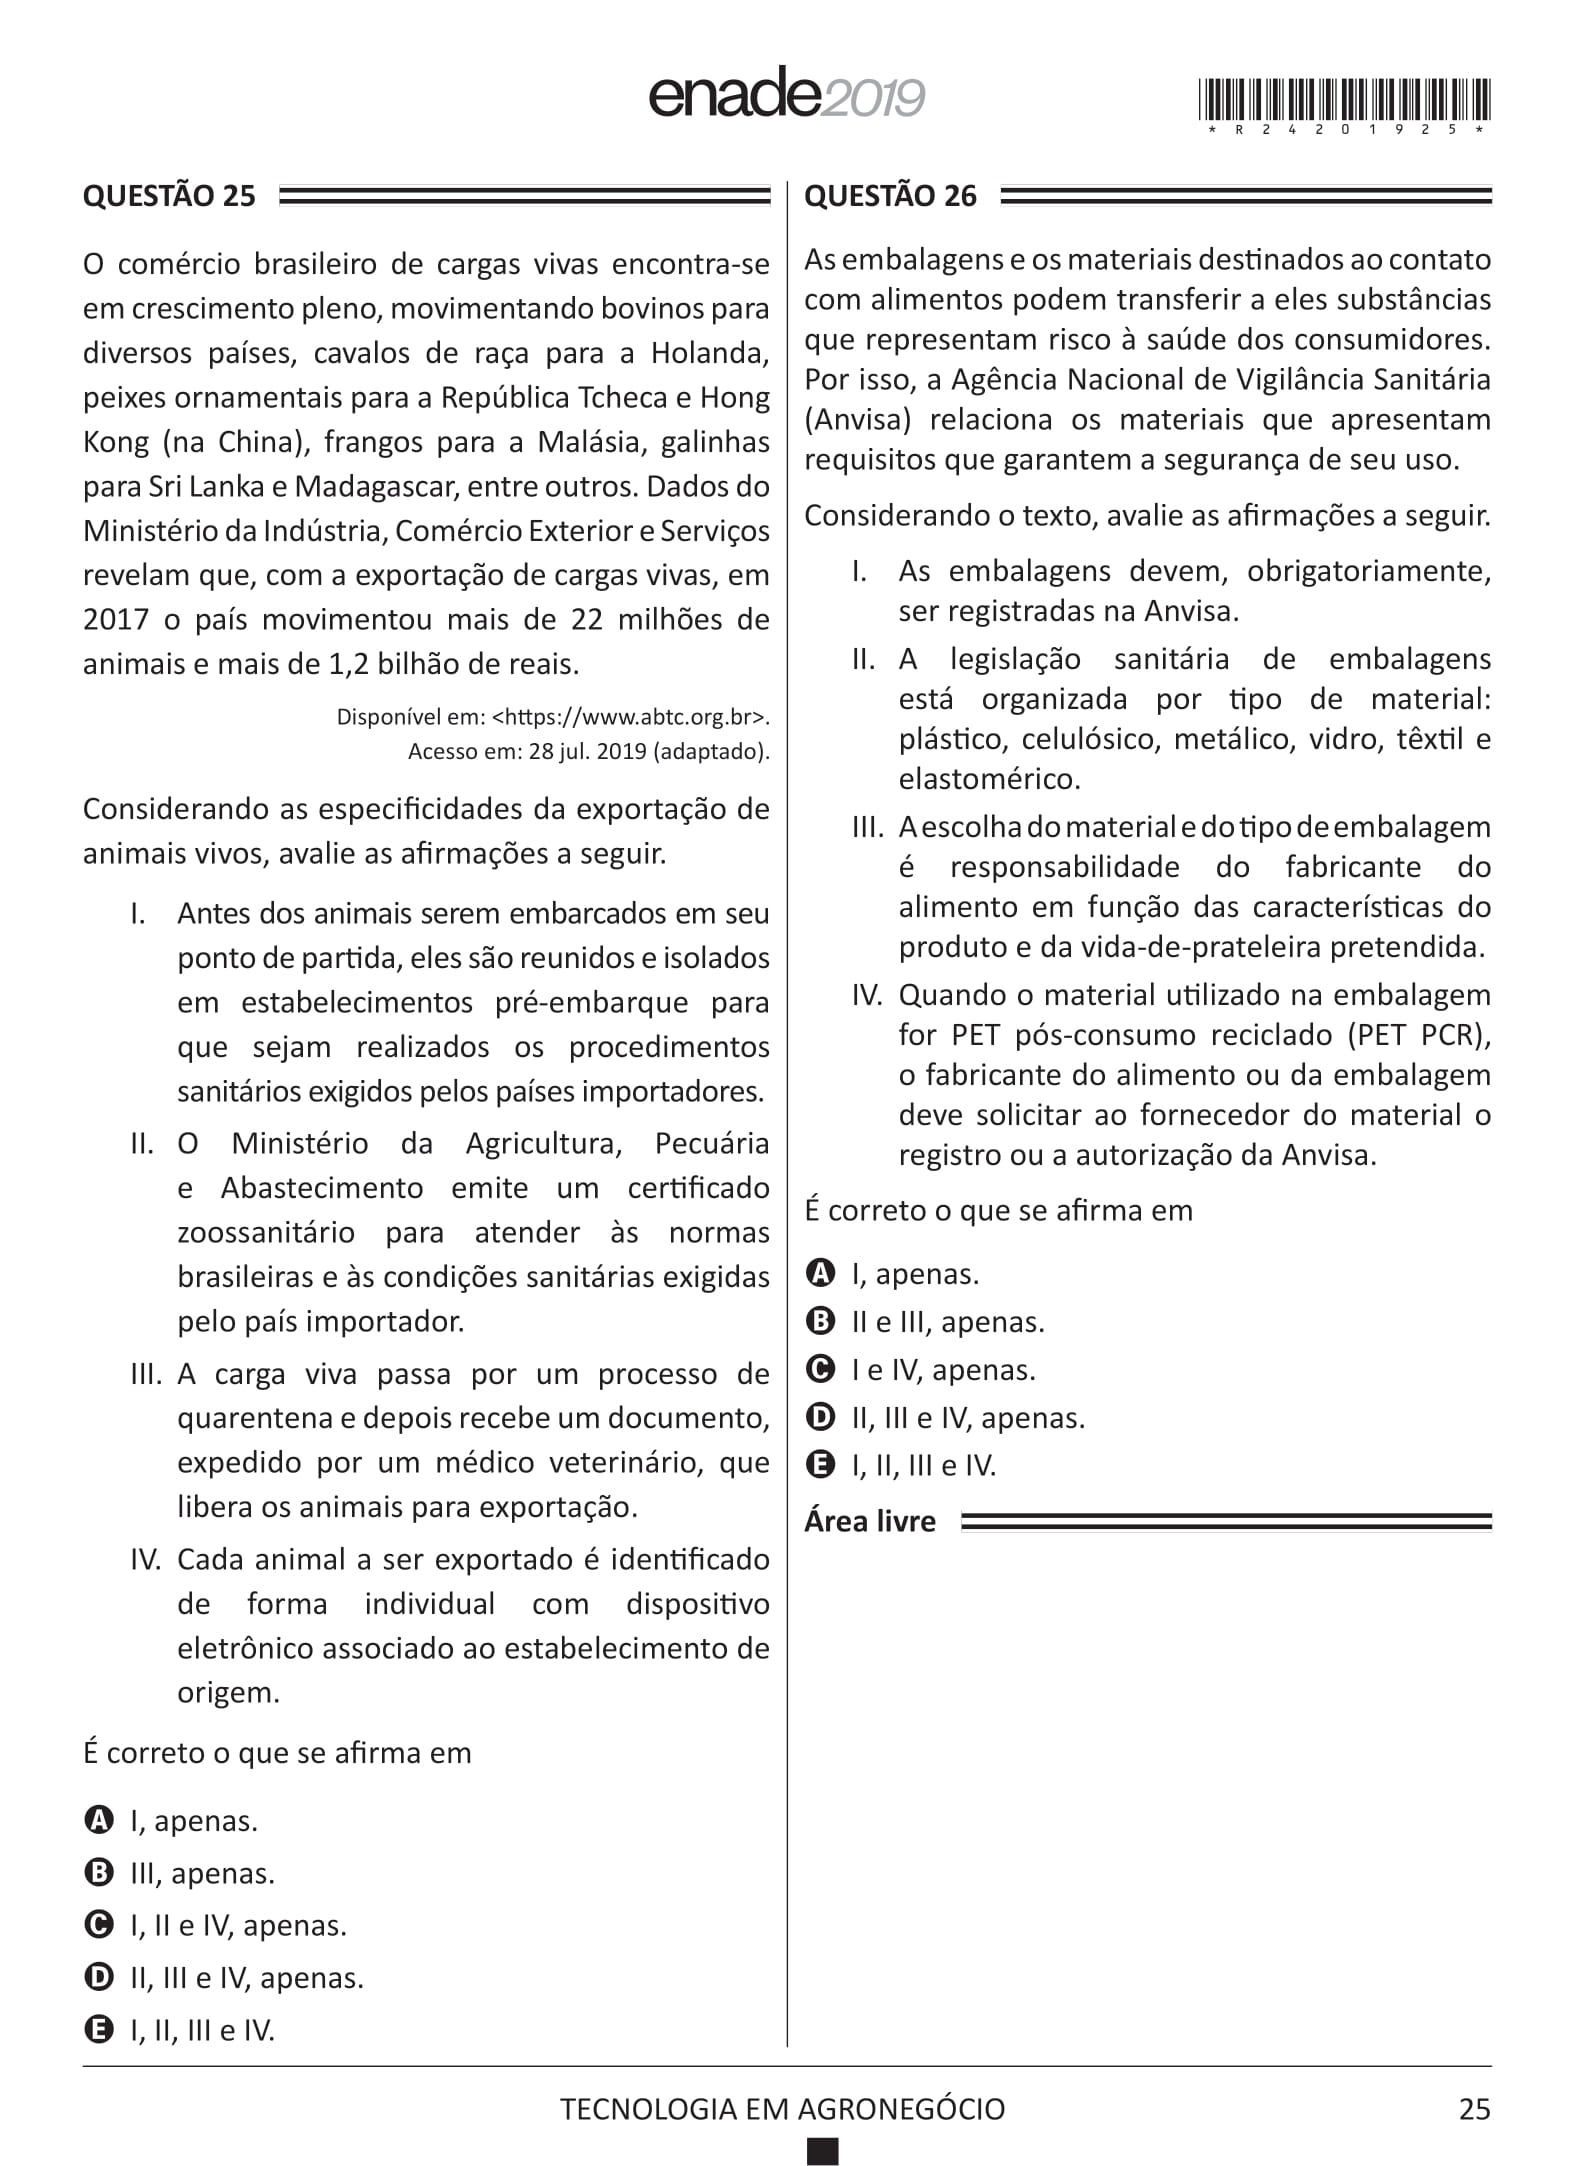 enade2019
*R24201925*
QUESTÃO 25
O comércio brasileiro de cargas vivas encontra-se
em crescimento pleno, movimentando bovinos para
diversos países, cavalos de raça para a Holanda,
peixes ornamentais para a República Tcheca e Hong
Kong (na China), frangos para a Malásia, galinhas
para Sri Lanka e Madagascar, entre outros. Dados do
Ministério da Indústria, Comércio Exterior e Serviços
revelam que, com a exportação de cargas vivas, em
2017 o país movimentou mais de 22 milhões de
animais e mais de 1,2 bilhão de reais.
Disponível em: <https://www.abtc.org.br>.
Acesso em: 28 jul. 2019 (adaptado).
Considerando as especificidades da exportação de
animais vivos, avalie as afirmações a seguir.
I. Antes dos animais serem embarcados em seu
ponto de partida, eles são reunidos e isolados
em estabelecimentos pré-embarque para
que sejam realizados os procedimentos
sanitários exigidos pelos países importadores.
II. O Ministério da Agricultura, Pecuária
e Abastecimento emite um certificado
zoossanitário para atender às normas
brasileiras e às condições sanitárias exigidas
pelo país importador.
III. A carga viva passa por um processo de
quarentena e depois recebe um documento,
expedido por um médico veterinário, que
libera os animais para exportação.
IV. Cada animal a ser exportado é identificado
de forma individual com dispositivo
eletrônico associado ao estabelecimento de
origem.
É correto o que se afirma em
A I, apenas.
B III, apenas.
C I, II e IV, apenas.
D II, III e IV, apenas.
E I, II, III e IV.
QUESTÃO 26
As embalagens e os materiais destinados ao contato
com alimentos podem transferir a eles substâncias
que representam risco à saúde dos consumidores.
Por isso, a Agência Nacional de Vigilância Sanitária
(Anvisa) relaciona os materiais que apresentam
requisitos que garantem a segurança de seu uso.
Considerando o texto, avalie as afirmações a seguir.
I. As embalagens devem, obrigatoriamente,
ser registradas na Anvisa.
II. A legislação sanitária de embalagens
está organizada por tipo de material:
plástico, celulósico, metálico, vidro, têxtil e
elastomérico.
III. A escolha do material e do tipo de embalagem
é responsabilidade do fabricante do
alimento em função das características do
produto e da vida-de-prateleira pretendida.
IV. Quando o material utilizado na embalagem
for PET pós-consumo reciclado (PET PCR),
o fabricante do alimento ou da embalagem
deve solicitar ao fornecedor do material o
registro ou a autorização da Anvisa.
É correto o que se afirma em
A I, apenas.
B II e III, apenas.
C I e IV, apenas.
D II, III e IV, apenas.
E I, II, III e IV.
Área livre
TECNOLOGIA EM AGRONEGÓCIO
25